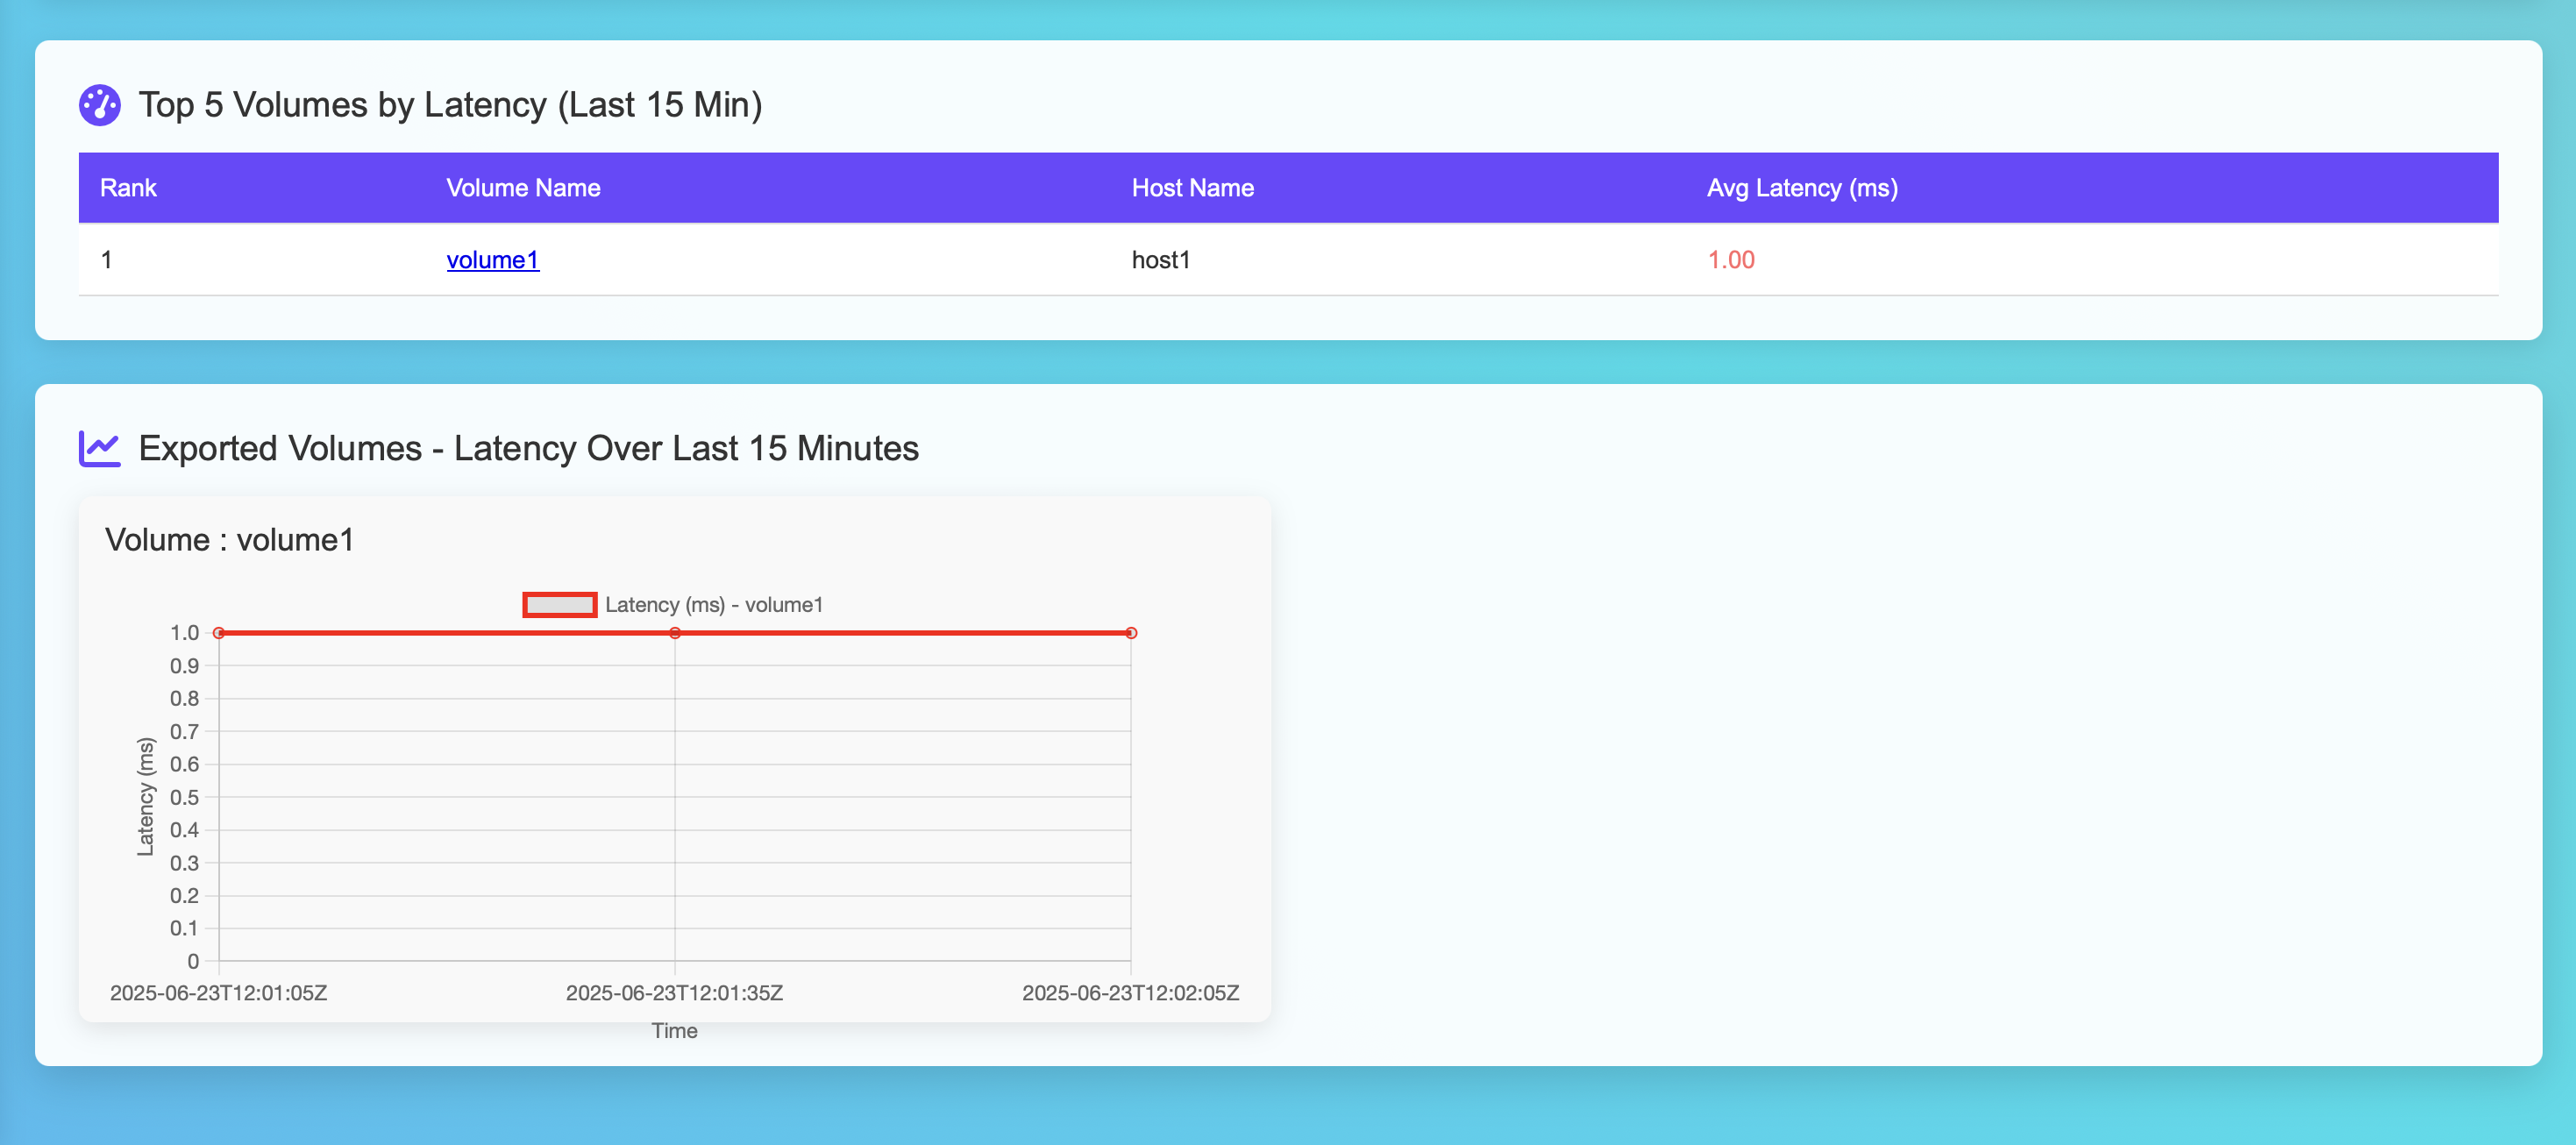 Top 5 Volumes by Latency (Last 15 Min)
Rank Volume Name Host Name Avg Latency (ms)
1 volume1 host1 1.00
Exported Volumes - Latency Over Last 15 Minutes
Volume : volume1
Latency (ms) - volume1
1.0
0.9
0.8
0.7
0.6
0.5
0.4
0.3
0.2
0.1
0
Latency (ms)
2025-06-23T12:01:05Z 2025-06-23T12:01:35Z 2025-06-23T12:02:05Z
Time